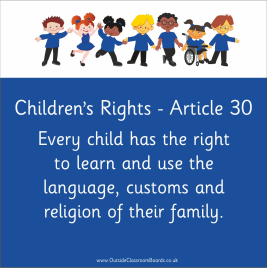 Children's Rights - Article 30
Every child has the right
to learn and use the
language, customs and
religion of their family.
www.OutsideClassroomBoards.co.uk